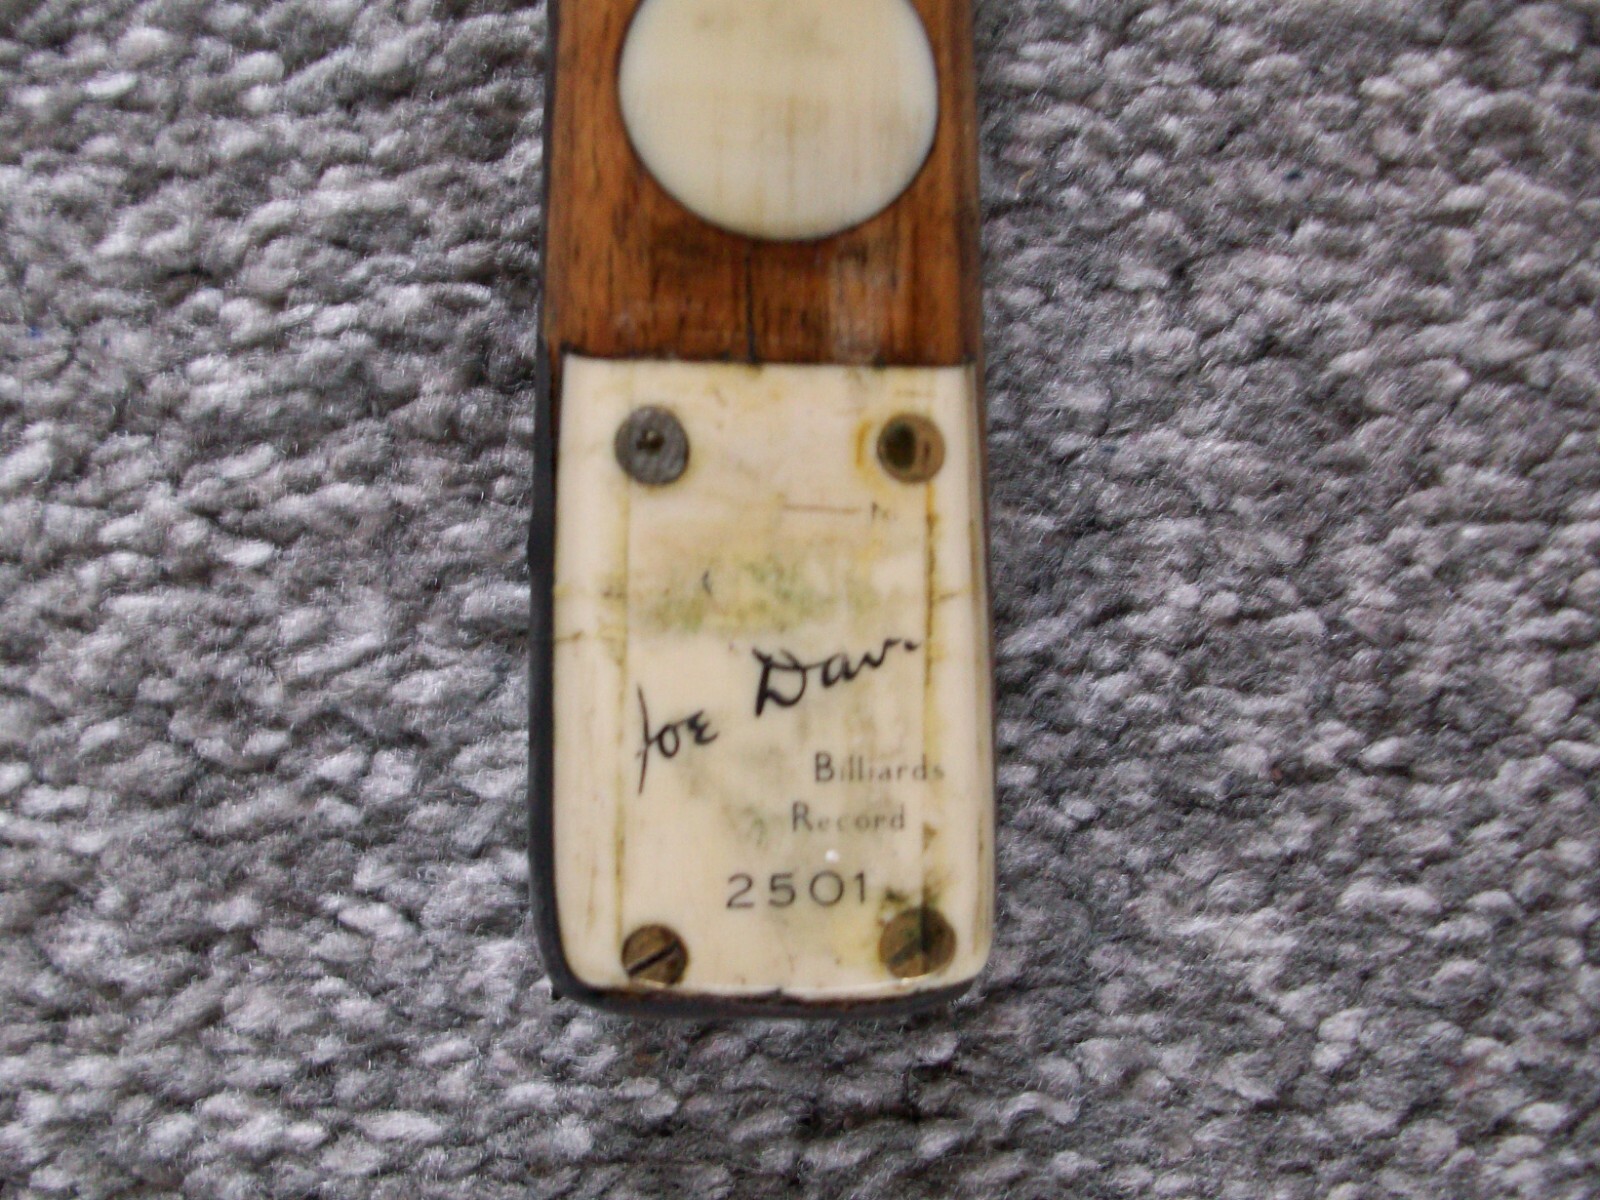 Joe Dav
Billiards
Record
2501